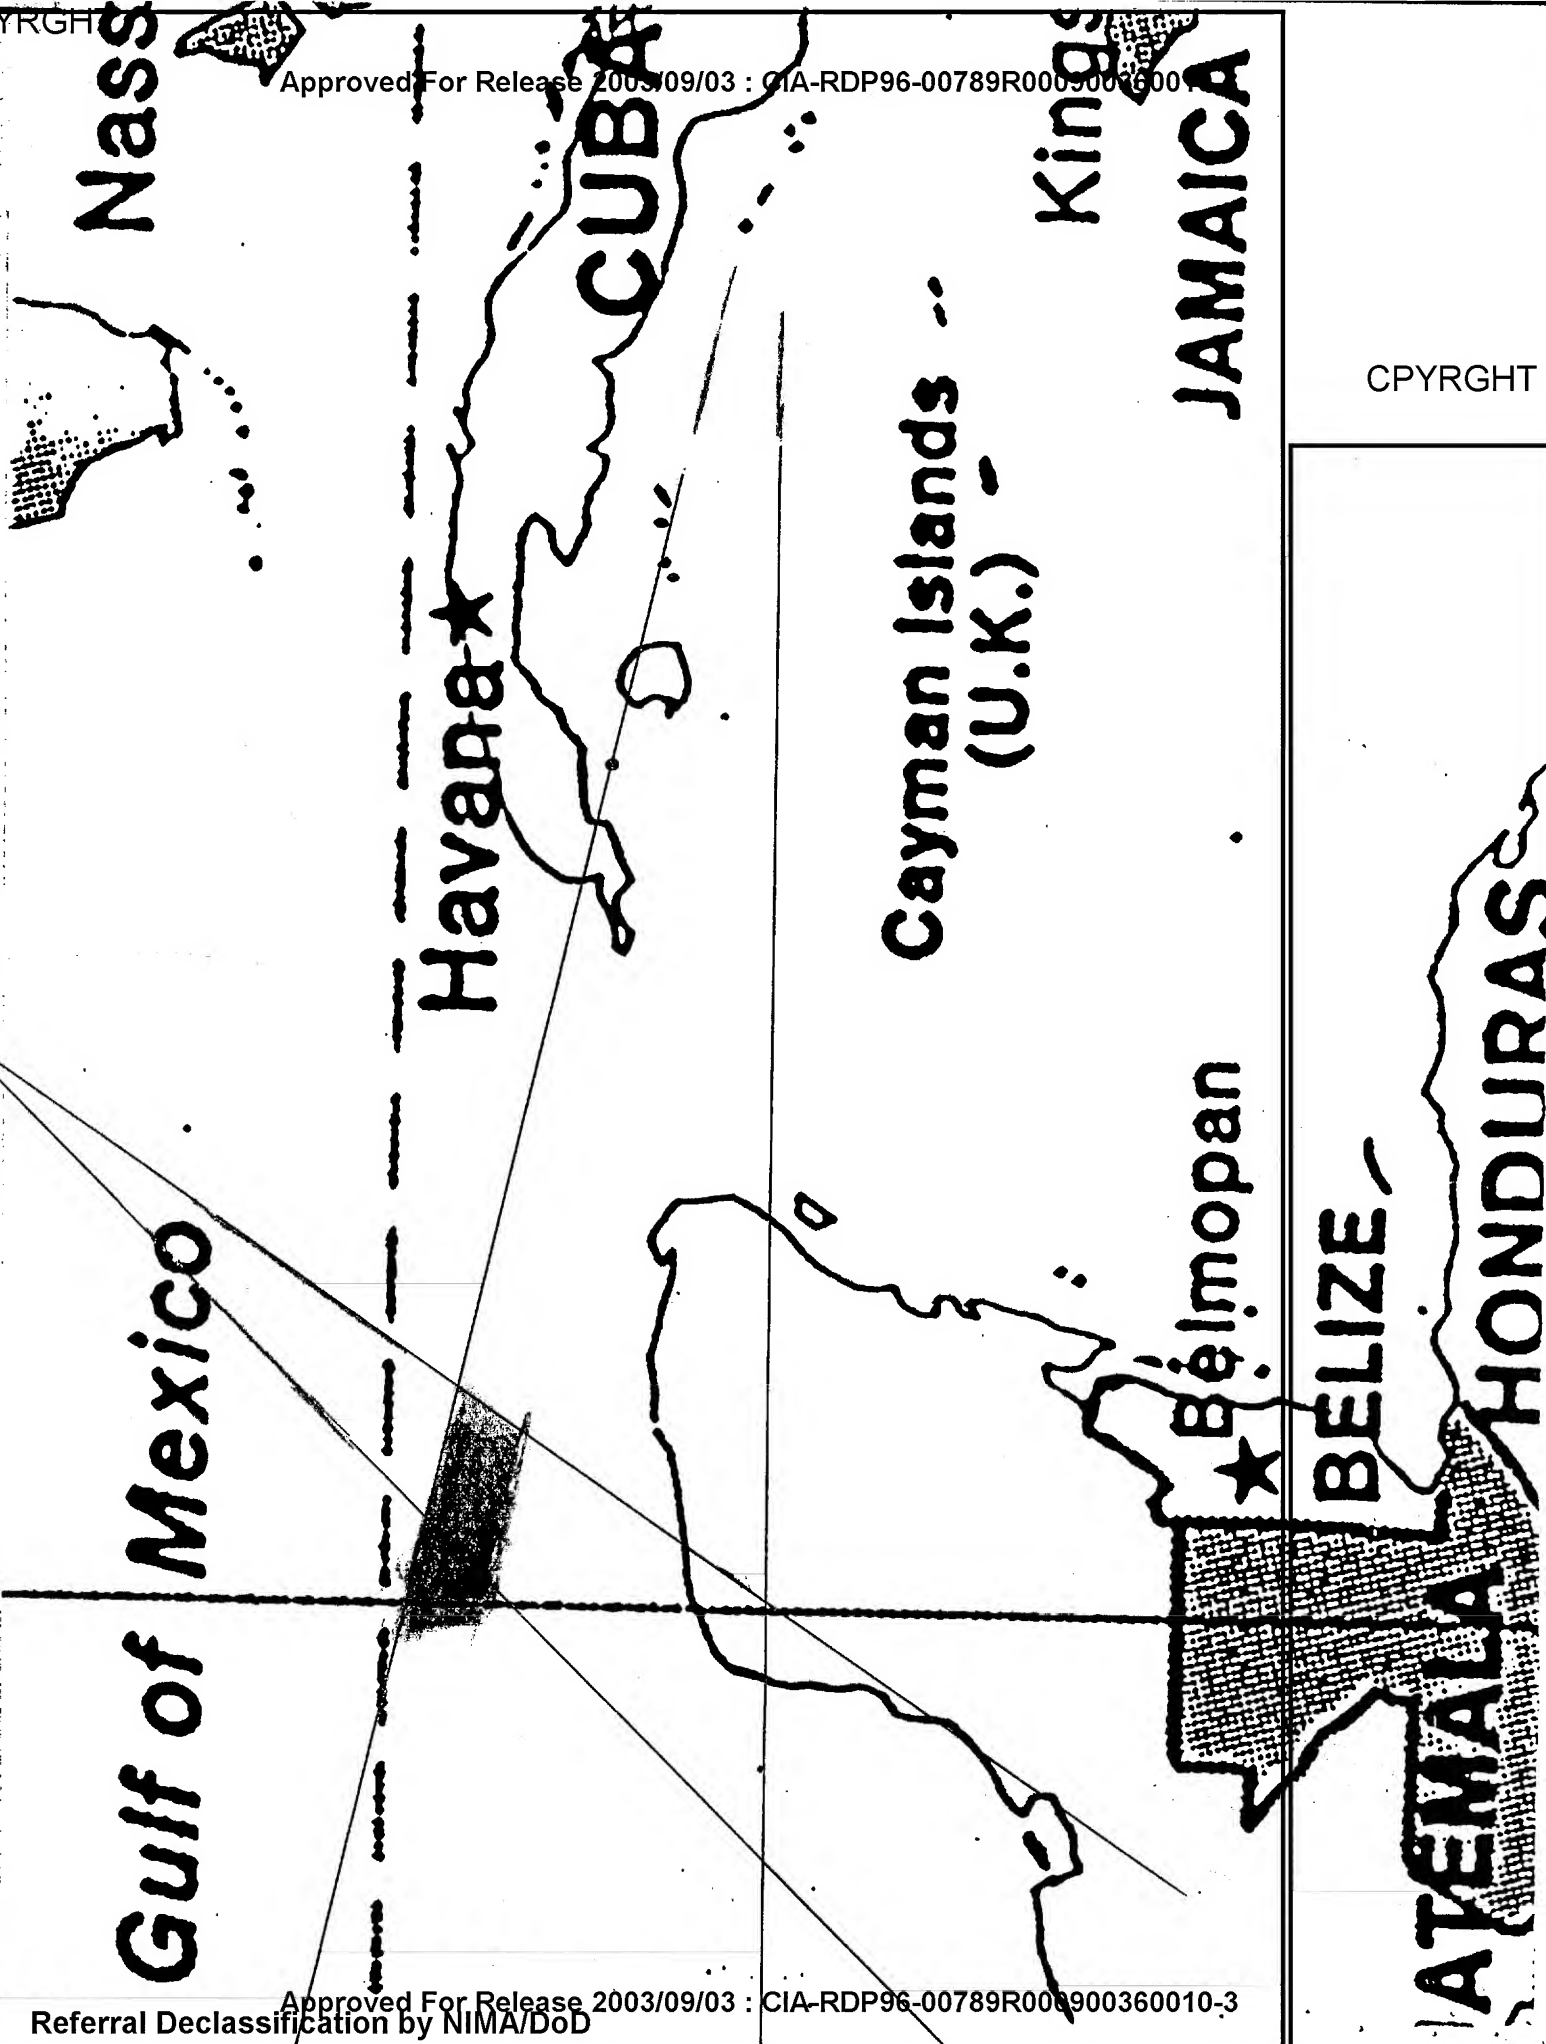 YRGHT
Approved For Release 2003/09/03 : CIA-RDP96-00789R000900360010-3
CPYRGHT
Nass
CUBA
Kings
JAMAICA
Havana
Cayman Islands
(U.K.)
Gulf of Mexico
Belmopan
BELIZE
HONDURAS
ATEMALA
Approved For Release 2003/09/03 : CIA-RDP96-00789R000900360010-3
Referral Declassification by NIMA/DoD